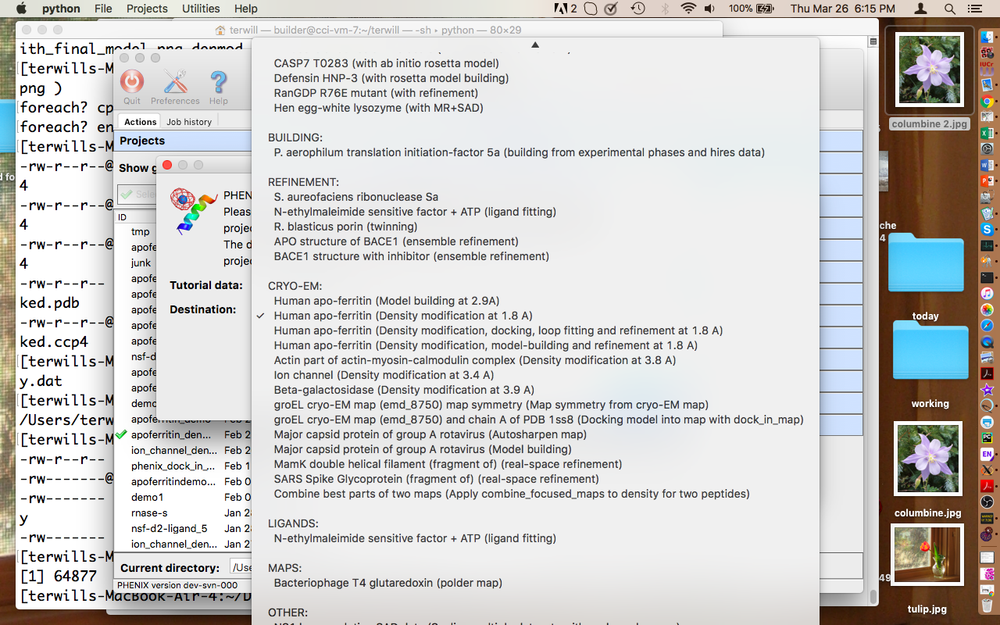 python File Projects Utilities Help 2 100% Thu Mar 26 6:15 PM
terwill — builder@cci-vm-7:~/terwill — -sh ▸ python — 80×29
[terwills-M
png )
foreach? cp
foreach? en
[terwills-M
-rw-r--r--@
4
-rw-r--r--@
4
-rw-r--r--@
4
-rw-r--r--
ked.pdb
-rw-r--r--@
ked.ccp4
[terwills-M
y.dat
[terwills-M
/Users/terw
[terwills-M
-rw-r--r--
-rw-------@
-rw-------
y
-rw-------
[terwills-M
[1] 64877
[terwills-MacBook-Air-4:~/D
Quit Preferences Help
Actions Job history
Projects
Show g
Selec
ID
tmp
apofe
junk
apofe
apofe
apofe
apofe
apofe
nsf-d
apofe
apofe
demo
apoferritin_demo Feb 2
apoferritin_den... Feb 2
ion_channel_den... Feb 2
phenix_dock_in_... Feb 1
apoferritindemo... Feb 0
demo1 Feb 0
rnase-s Jan 2
nsf-d2-ligand_5 Jan 2
ion_channel_den... Jan 2
Current directory: /Use
PHENIX version dev-svn-000
PHEN
Pleas
projec
The d
projec
Tutorial data:
Destination:
CASP7 T0283 (with ab initio rosetta model)
Defensin HNP-3 (with rosetta model building)
RanGDP R76E mutant (with refinement)
Hen egg-white lysozyme (with MR+SAD)
BUILDING:
P. aerophilum translation initiation-factor 5a (building from experimental phases and hires data)
REFINEMENT:
S. aureofaciens ribonuclease Sa
N-ethylmaleimide sensitive factor + ATP (ligand fitting)
R. blasticus porin (twinning)
APO structure of BACE1 (ensemble refinement)
BACE1 structure with inhibitor (ensemble refinement)
CRYO-EM:
Human apo-ferritin (Model building at 2.9A)
Human apo-ferritin (Density modification at 1.8 A)
Human apo-ferritin (Density modification, docking, loop fitting and refinement at 1.8 A)
Human apo-ferritin (Density modification, model-building and refinement at 1.8 A)
Actin part of actin-myosin-calmodulin complex (Density modification at 3.8 A)
Ion channel (Density modification at 3.4 A)
Beta-galactosidase (Density modification at 3.9 A)
groEL cryo-EM map (emd_8750) map symmetry (Map symmetry from cryo-EM map)
groEL cryo-EM map (emd_8750) and chain A of PDB 1ss8 (Docking model into map with dock_in_map)
Major capsid protein of group A rotavirus (Autosharpen map)
Major capsid protein of group A rotavirus (Model building)
MamK double helical filament (fragment of) (real-space refinement)
SARS Spike Glycoprotein (fragment of) (real-space refinement)
Combine best parts of two maps (Apply combine_focused_maps to density for two peptides)
LIGANDS:
N-ethylmaleimide sensitive factor + ATP (ligand fitting)
MAPS:
Bacteriophage T4 glutaredoxin (polder map)
OTHER:
columbine 2.jpg
today
working
columbine.jpg
tulip.jpg